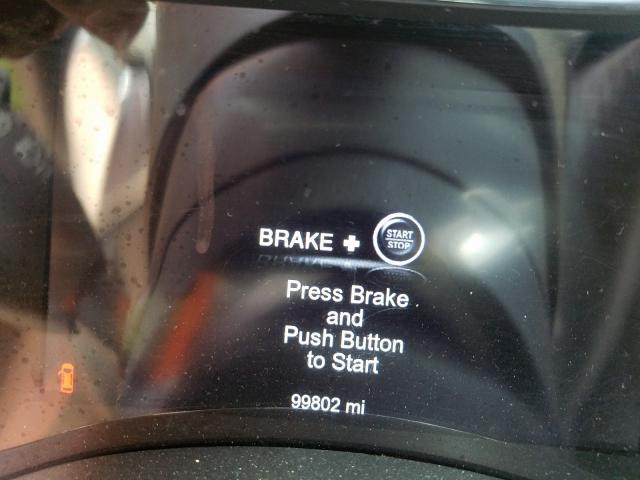 BRAKE + START STOP
Press Brake
and
Push Button
to Start
99802 mi